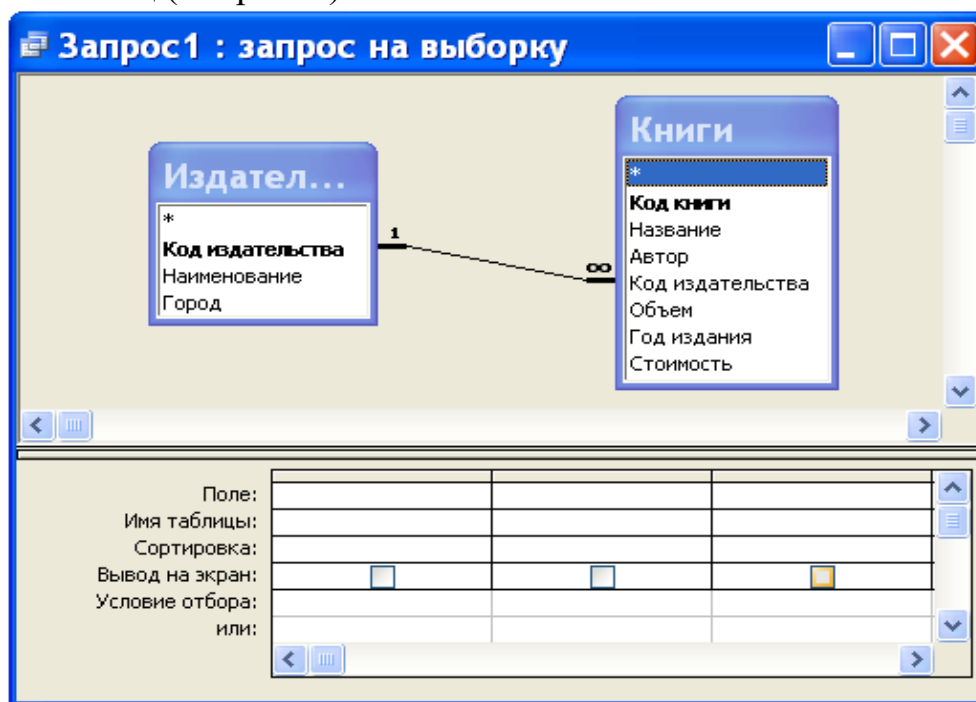 Запрос1 : запрос на выборку
Издател...
*
Код издательства
Наименование
Город
1
∞
Книги
*
Код книги
Название
Автор
Код издательства
Объем
Год издания
Стоимость
Поле:
Имя таблицы:
Сортировка:
Вывод на экран:
Условие отбора:
или: